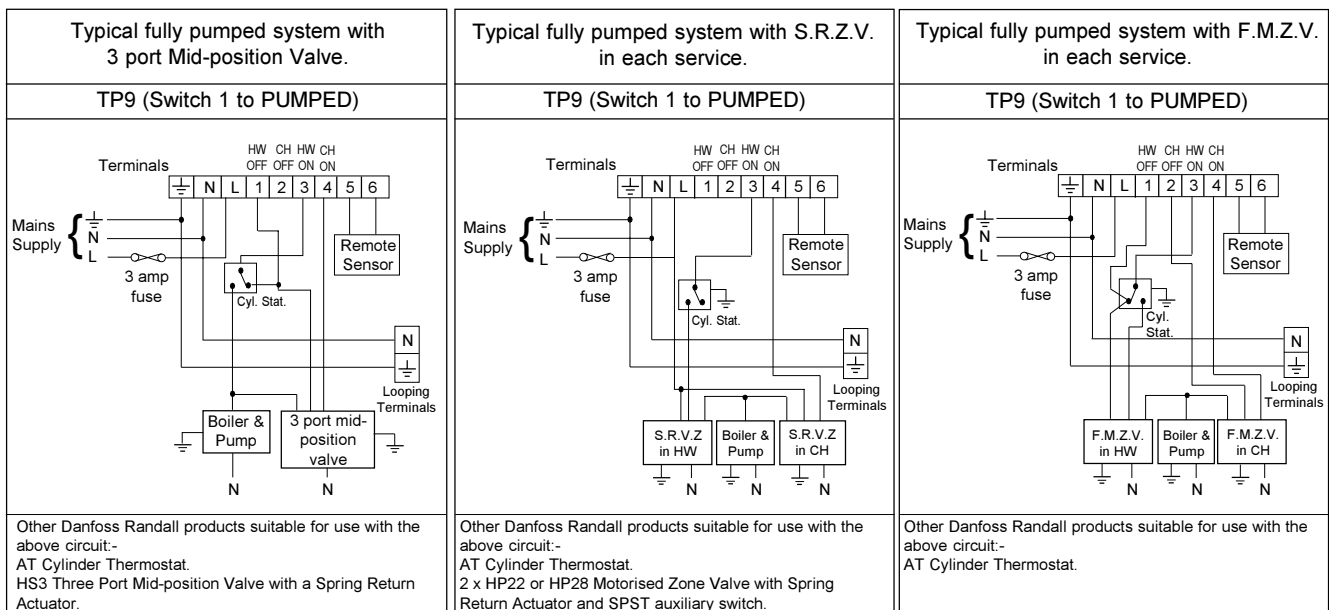 Typical fully pumped system with
3 port Mid-position Valve.
TP9 (Switch 1 to PUMPED)
HW CH HW CH
OFF OFF ON ON
Terminals
N L 1 2 3 4 5 6
Mains
Supply
{
N
L
3 amp
fuse
Remote
Sensor
Cyl. Stat.
N
Looping
Terminals
Boiler &
Pump
3 port mid-
position
valve
N
N
Other Danfoss Randall products suitable for use with the
above circuit:-
AT Cylinder Thermostat.
HS3 Three Port Mid-position Valve with a Spring Return
Actuator.
Typical fully pumped system with S.R.Z.V.
in each service.
TP9 (Switch 1 to PUMPED)
HW CH HW CH
OFF OFF ON ON
Terminals
N L 1 2 3 4 5 6
Mains
Supply
{
N
L
3 amp
fuse
Remote
Sensor
Cyl. Stat.
N
Looping
Terminals
S.R.V.Z
in HW
Boiler &
Pump
S.R.V.Z
in CH
N
N
N
Other Danfoss Randall products suitable for use with the
above circuit:-
AT Cylinder Thermostat.
2 x HP22 or HP28 Motorised Zone Valve with Spring
Return Actuator and SPST auxiliary switch.
Typical fully pumped system with F.M.Z.V.
in each service.
TP9 (Switch 1 to PUMPED)
HW CH HW CH
OFF OFF ON ON
Terminals
N L 1 2 3 4 5 6
Mains
Supply
{
N
L
3 amp
fuse
Remote
Sensor
Cyl.
Stat.
N
Looping
Terminals
F.M.Z.V.
in HW
Boiler &
Pump
F.M.Z.V.
in CH
N
N
N
Other Danfoss Randall products suitable for use with the
above circuit:-
AT Cylinder Thermostat.